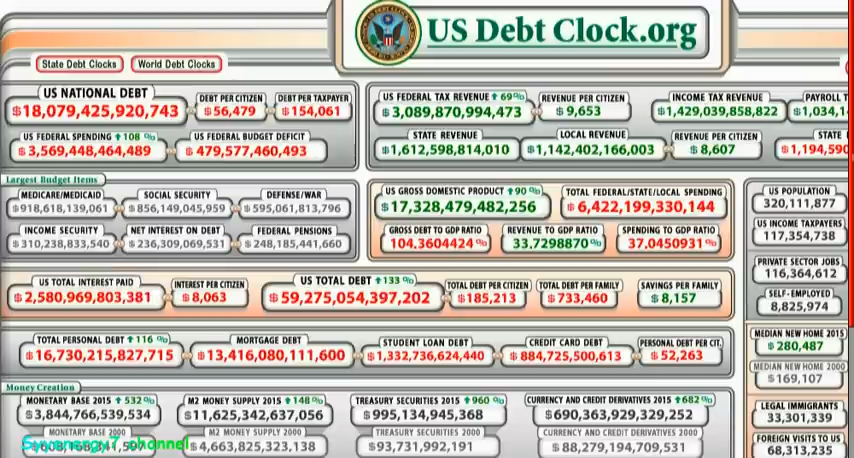 US Debt Clock.org
State Debt Clocks World Debt Clocks
US NATIONAL DEBT DEBT PER CITIZEN DEBT PER TAXPAYER
$18,079,425,920,743 $56,479 $154,061
US FEDERAL SPENDING 108 % US FEDERAL BUDGET DEFICIT
$3,569,448,464,489 $479,577,460,493
US FEDERAL TAX REVENUE 69% REVENUE PER CITIZEN INCOME TAX REVENUE PAYROLL T
$3,089,870,994,473 $9,653 $1,429,039,858,822 $1,034,1
STATE REVENUE LOCAL REVENUE REVENUE PER CITIZEN STATE
$1,612,598,814,010 $1,142,402,166,003 $8,607 $1,194,590
Largest Budget Items
MEDICARE/MEDICAID SOCIAL SECURITY DEFENSE/WAR
$918,618,139,061 $856,149,045,959 $595,061,813,796
INCOME SECURITY NET INTEREST ON DEBT FEDERAL PENSIONS
$310,238,833,540 $236,309,069,531 $248,185,441,660
US GROSS DOMESTIC PRODUCT 90 % TOTAL FEDERAL/STATE/LOCAL SPENDING
$17,328,479,482,256 $6,422,199,330,144
GROSS DEBT TO GDP RATIO REVENUE TO GDP RATIO SPENDING TO GDP RATIO
104.3604424% 33.7298870% 37.0450931%
US POPULATION
320,111,877
US INCOME TAXPAYERS
117,354,738
PRIVATE SECTOR JOBS
116,364,612
SELF-EMPLOYED
8,825,974
US TOTAL INTEREST PAID INTEREST PER CITIZEN US TOTAL DEBT 133 % TOTAL DEBT PER CITIZEN TOTAL DEBT PER FAMILY SAVINGS PER FAMILY
$2,580,969,803,381 $8,063 $59,275,054,397,202 $185,213 $733,460 $8,157
TOTAL PERSONAL DEBT 116 % MORTGAGE DEBT STUDENT LOAN DEBT CREDIT CARD DEBT PERSONAL DEBT PER CIT.
$16,730,215,827,715 $13,416,080,111,600 $1,332,736,624,440 $884,725,500,613 $52,263
MEDIAN NEW HOME 2015
$280,487
MEDIAN NEW HOME 2000
$169,107
Money Creation
MONETARY BASE 2015 532% M2 MONEY SUPPLY 2015 148% TREASURY SECURITIES 2015 960 % CURRENCY AND CREDIT DERIVATIVES 2015 682%
$3,844,766,539,534 $11,625,342,637,056 $995,134,945,368 $690,363,929,329,252
MONETARY BASE 2000 M2 MONEY SUPPLY 2000 TREASURY SECURITIES 2000 CURRENCY AND CREDIT DERIVATIVES 2000
$4,663,825,323,138 $93,731,992,191 $88,279,194,709,531
LEGAL IMMIGRANTS
33,301,339
FOREIGN VISITS TO US
68,313,235